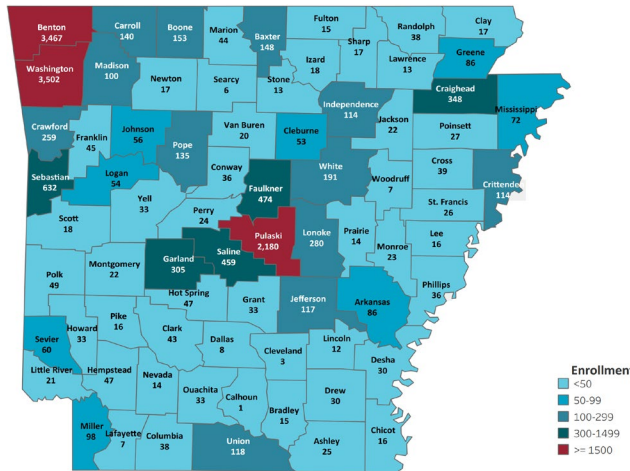 Benton
3,467
Carroll
140
Boone
153
Marion
44
Baxter
148
Fulton
15
Sharp
17
Randolph
38
Clay
17
Greene
86
Washington
3,502
Madison
100
Newton
17
Searcy
6
Stone
13
Izard
18
Lawrence
13
Craighead
348
Mississippi
72
Crawford
259
Franklin
45
Johnson
56
Pope
135
Van Buren
20
Cleburne
53
Independence
114
Jackson
22
Poinsett
27
Sebastian
632
Logan
54
Conway
36
Faulkner
474
White
191
Woodruff
7
Cross
39
Crittenden
114
St. Francis
26
Scott
18
Yell
33
Perry
24
Pulaski
2,180
Lonoke
280
Prairie
14
Monroe
23
Lee
16
Phillips
36
Polk
49
Montgomery
22
Garland
305
Saline
459
Hot Spring
47
Grant
33
Jefferson
117
Arkansas
86
Sevier
60
Howard
33
Pike
16
Clark
43
Dallas
8
Cleveland
3
Lincoln
12
Desha
30
Little River
21
Hempstead
47
Nevada
14
Ouachita
33
Calhoun
1
Bradley
15
Drew
30
Miller
98
Lafayette
7
Columbia
38
Union
118
Ashley
25
Chicot
16
Enrollment
<50
50-99
100-299
300-1499
>= 1500